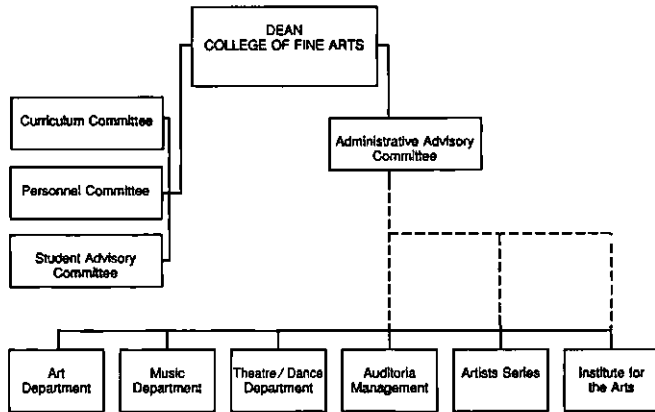 DEAN
COLLEGE OF FINE ARTS
Curriculum Committee
Administrative Advisory
Committee
Personnel Committee
Student Advisory
Committee
Art
Department
Music
Department
Theatre/Dance
Department
Auditoria
Management
Artists Series
Institute for
the Arts